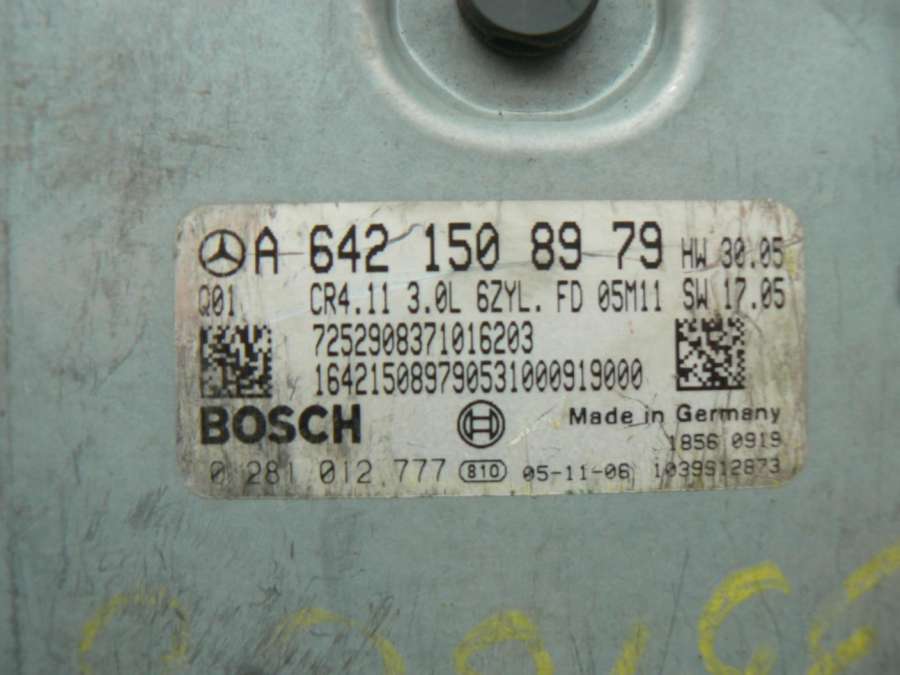 A 642 150 89 79 HW 30.05
Q01 CR4.11 3.0L 6ZYL. FD 05M11 SW 17.05
7252908371016203
16421508979053100091900​0
BOSCH Made in Germany
1856 0919
0 281 012 777 810 05-11-06 1039912873